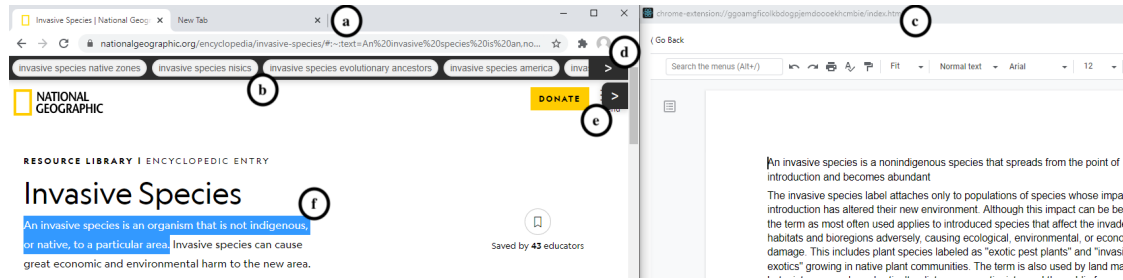 Invasive Species | National Geogr
New Tab
a
nationalgeographic.org/encyclopedia/invasive-species/#:~:text=An%20invasive%20species%20is%20an,no...
d
invasive species native zones
invasive species nisics
invasive species evolutionary ancestors
invasive species america
inva
>
b
NATIONAL
GEOGRAPHIC
DONATE
>
e
RESOURCE LIBRARY | ENCYCLOPEDIC ENTRY
Invasive Species
f
An invasive species is an organism that is not indigenous,
or native, to a particular area. Invasive species can cause
great economic and environmental harm to the new area.
Saved by 43 educators
chrome-extension://ggoamgficolkbdogpjemdoooekhcmbie/index.htm
c
Go Back
Search the menus (Alt+/)
Fit
Normal text
Arial
12
An invasive species is a nonindigenous species that spreads from the point of
introduction and becomes abundant
The invasive species label attaches only to populations of species whose impa
introduction has altered their new environment. Although this impact can be be
the term as most often used applies to introduced species that affect the invade
habitats and bioregions adversely, causing ecological, environmental, or econo
damage. This includes plant species labeled as "exotic pest plants" and "invasi
exotics" growing in native plant communities. The term is also used by land ma